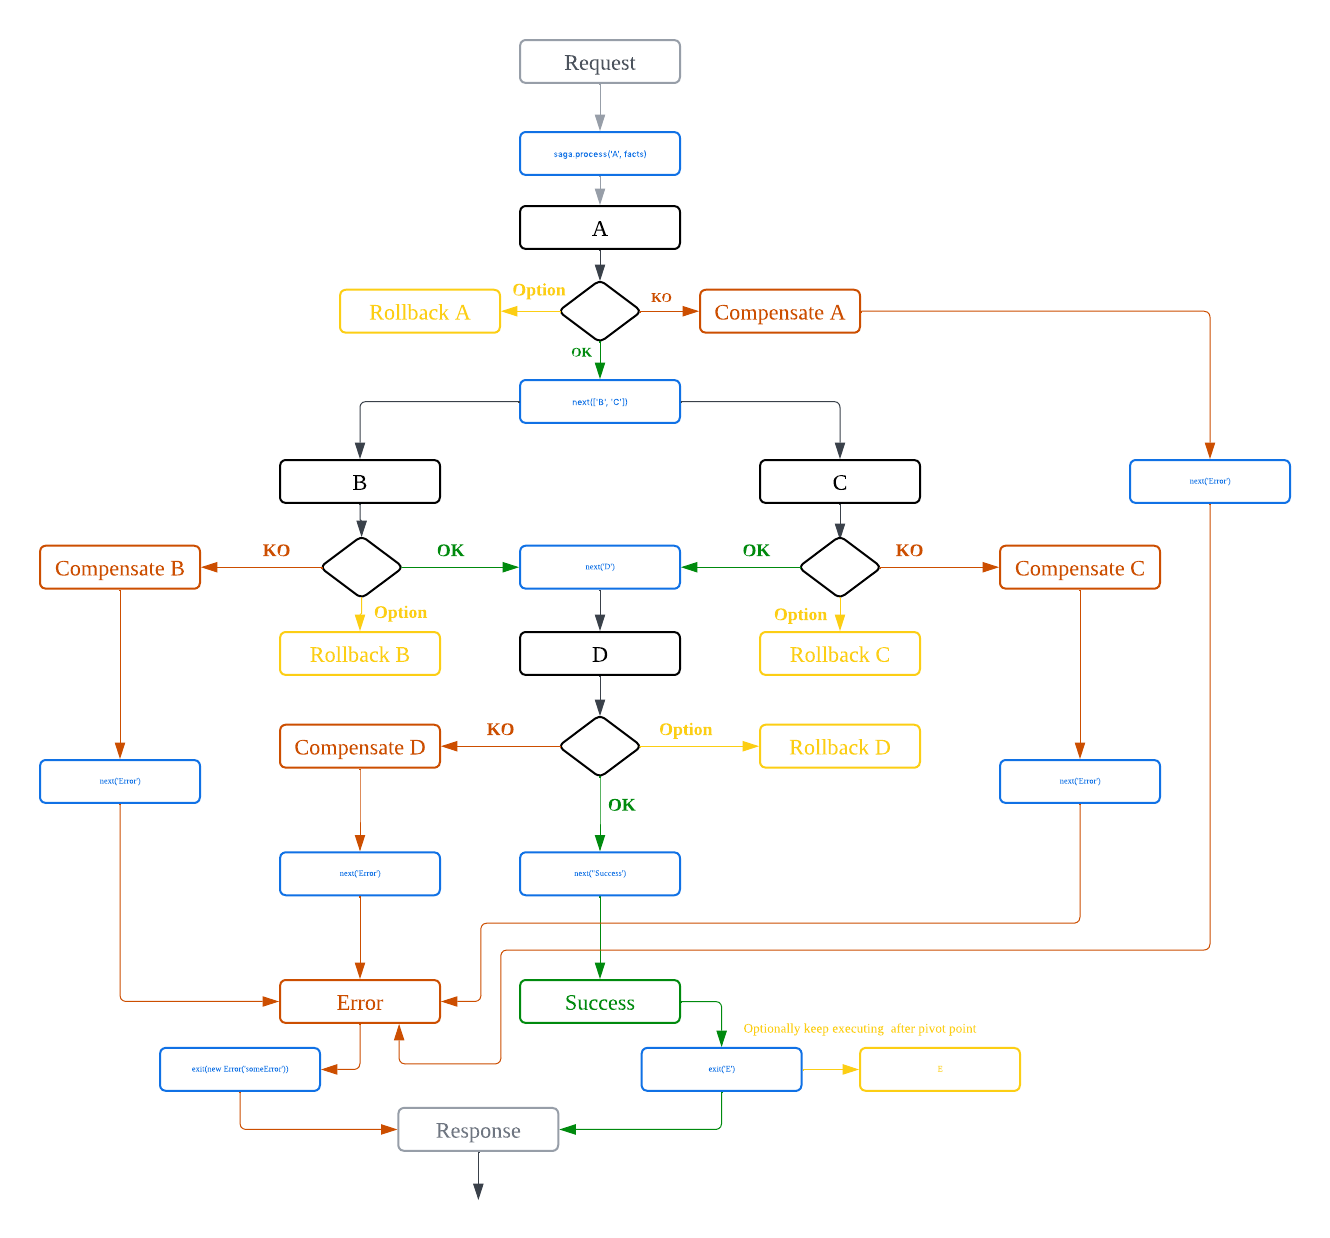 Request
saga.process('A', facts)
A
Option
KO
Rollback A
Compensate A
OK
next(['B', 'C'])
B
C
next('Error')
KO
OK
OK
KO
Compensate B
next('D')
Compensate C
Option
Option
Rollback B
D
Rollback C
KO
Option
Compensate D
Rollback D
next('Error')
next('Error')
OK
next('Error')
next(''Success')
Error
Success
Optionally keep executing after pivot point
exit(new Error('someError'))
exit('E')
E
Response